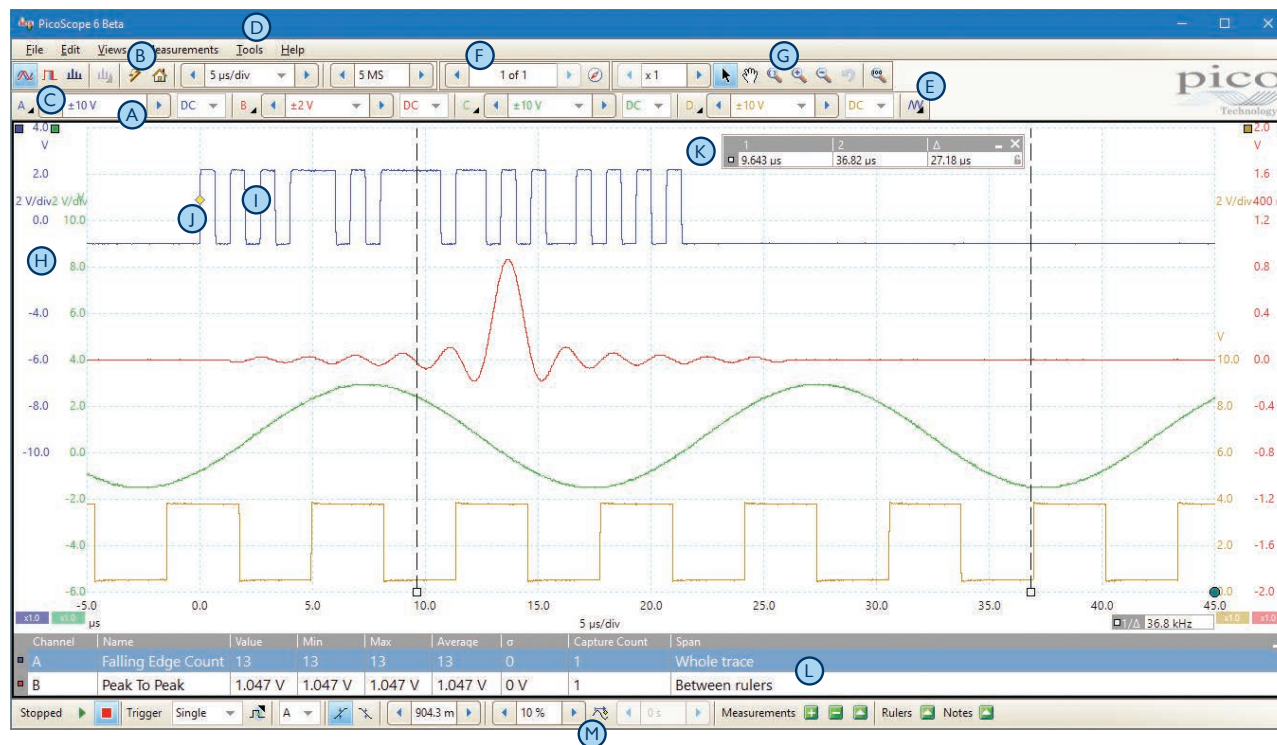 PicoScope 6 Beta
D
File Edit Views Measurements Tools Help
B F G
5 µs/div 5 MS 1 of 1 x 1
pico
Technology
E
A C ±10 V A DC B ±2 V DC C ±10 V DC D ±10 V DC
4.0 2.0
V V
K 1 2 Δ
9.643 µs 36.82 µs 27.18 µs
2.0 1.6
2 V/div 2 V/div V I 2 V/div 400
0.0 10.0 J 1.2
H 8.0 0.8
-4.0 6.0 0.4
V
-6.0 4.0 10.0 0.0
-8.0 2.0 8.0 -0.4
-10.0 0.0 6.0 -0.8
-2.0 4.0 -1.2
-4.0 2.0 -1.6
-6.0 0.0 -2.0
-5.0 0.0 5.0 10.0 15.0 20.0 25.0 30.0 35.0 40.0 45.0
x1.0 x1.0 µs 5 µs/div 1/Δ 36.8 kHz x1.0 x1.0
Channel Name Value Min Max Average σ Capture Count Span
A Falling Edge Count 13 13 13 13 0 1 Whole trace L
B Peak To Peak 1.047 V 1.047 V 1.047 V 1.047 V 0 V 1 Between rulers
Stopped Trigger Single A 904.3 m 10 % 0 s Measurements Rulers Notes
M